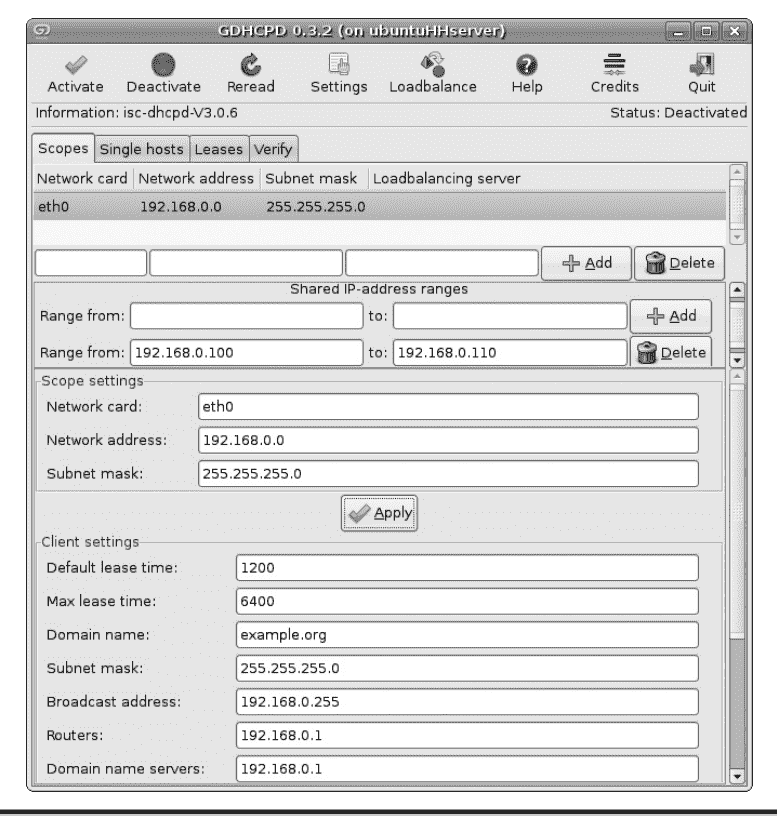 GDHCPD 0.3.2 (on ubuntuHHserver)
Activate Deactivate Reread Settings Loadbalance Help Credits Quit
Information: isc-dhcpd-V3.0.6 Status: Deactivated
Scopes Single hosts Leases Verify
Network card Network address Subnet mask Loadbalancing server
eth0 192.168.0.0 255.255.255.0
Add Delete
Shared IP-address ranges
Range from: to: Add
Range from: 192.168.0.100 to: 192.168.0.110 Delete
Scope settings
Network card: eth0
Network address: 192.168.0.0
Subnet mask: 255.255.255.0
Apply
Client settings
Default lease time: 1200
Max lease time: 6400
Domain name: example.org
Subnet mask: 255.255.255.0
Broadcast address: 192.168.0.255
Routers: 192.168.0.1
Domain name servers: 192.168.0.1